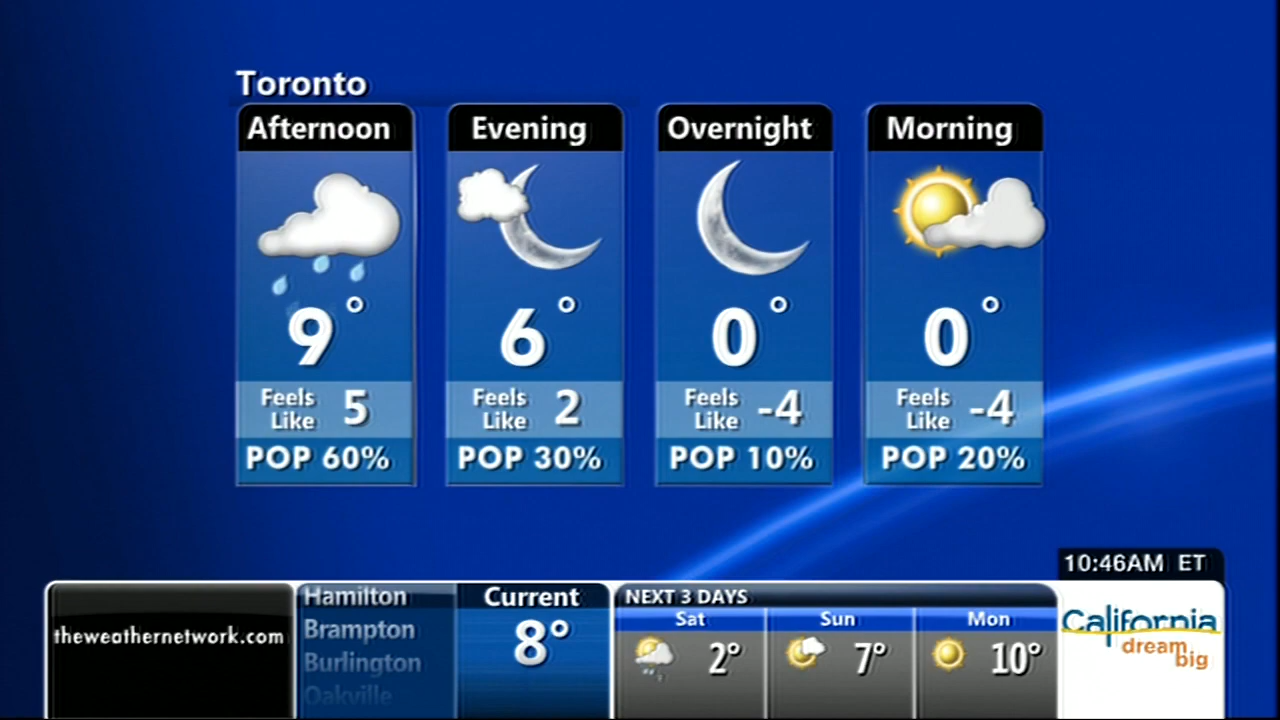 Toronto
Afternoon Evening Overnight Morning
9° 6° 0° 0°
Feels Like 5 Feels Like 2 Feels Like -4 Feels Like -4
POP 60% POP 30% POP 10% POP 20%
10:46AM ET
theweathernetwork.com
Hamilton
Brampton
Burlington
Oakville
Current
8°
NEXT 3 DAYS
Sat Sun Mon
2° 7° 10°
California
dream
big